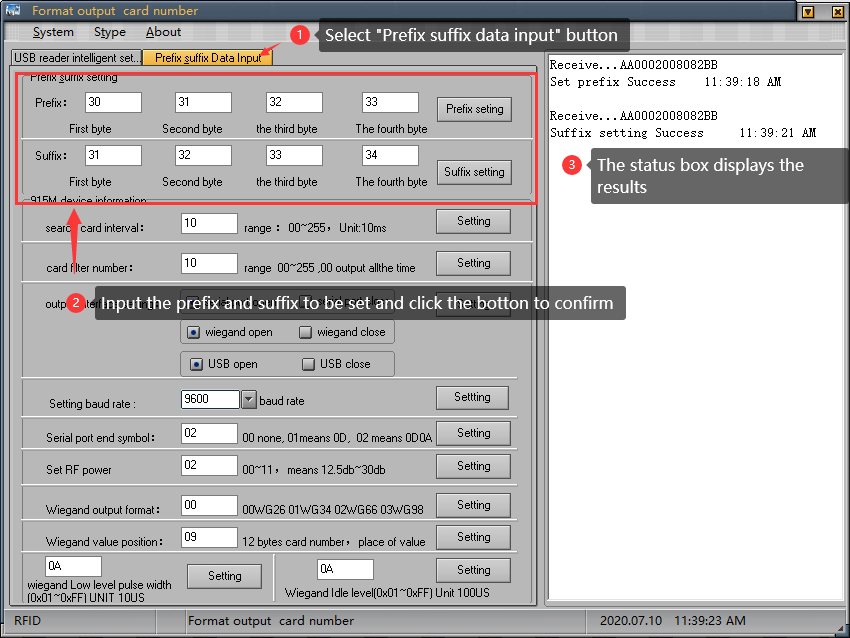 Format output card number
System Stype About
1 Select "Prefix suffix data input" button
USB reader intelligent set... Prefix suffix Data Input
Prefix suffix setting
Prefix: 30 31 32 33 Prefix seting
First byte Second byte the third byte The fourth byte
Suffix: 31 32 33 34 Suffix setting
First byte Second byte the third byte The fourth byte
915M device information
search card interval: 10 range : 00~255, Unit:10ms Setting
card filter number: 10 range 00~255 ,00 output allthe time Setting
2 Input the prefix and suffix to be set and click the botton to confirm
wiegand open wiegand close
USB open USB close
Setting baud rate : 9600 baud rate Settting
Serial port end symbol: 02 00 none, 01means 0D, 02 means 0D0A Setting
Set RF power 02 00~11, means 12.5db~30db Setting
Wiegand output format: 00 00WG26 01WG34 02WG66 03WG98 Setting
Wiegand value position: 09 12 bytes card number, place of value Setting
0A
wiegand Low level pulse width
(0x01~0xFF) UNIT 10US
Setting
0A
Wiegand Idle level(0x01~0xFF) Unit 100US
Setting
Receive...AA0002008082BB
Set prefix Success 11:39:18 AM
Receive...AA0002008082BB
Suffix setting Success 11:39:21 AM
3 The status box displays the
results
RFID Format output card number 2020.07.10 11:39:23 AM